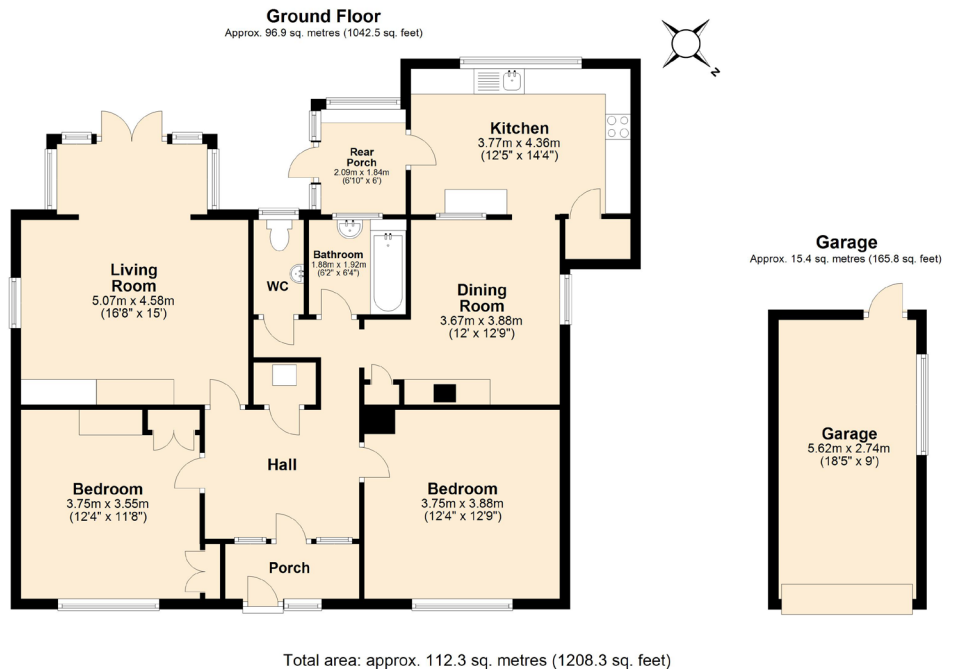 Ground Floor
Approx. 96.9 sq. metres (1042.5 sq. feet)
N
Kitchen
3.77m x 4.36m
(12'5" x 14'4")
Rear
Porch
2.09m x 1.84m
(6'10" x 6')
Living
Room
5.07m x 4.58m
(16'8" x 15')
WC
Bathroom
1.88m x 1.92m
(6'2" x 6'4")
Dining
Room
3.67m x 3.88m
(12' x 12'9")
Bedroom
3.75m x 3.55m
(12'4" x 11'8")
Hall
Bedroom
3.75m x 3.88m
(12'4" x 12'9")
Porch
Garage
Approx. 15.4 sq. metres (165.8 sq. feet)
Garage
5.62m x 2.74m
(18'5" x 9')
Total area: approx. 112.3 sq. metres (1208.3 sq. feet)